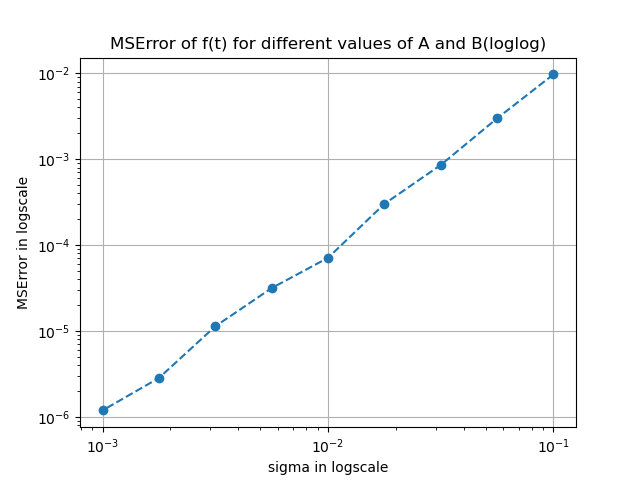 MSError of f(t) for different values of A and B(loglog)
MSError in logscale
10⁻²
10⁻³
10⁻⁴
10⁻⁵
10⁻⁶
10⁻³ 10⁻² 10⁻¹
sigma in logscale